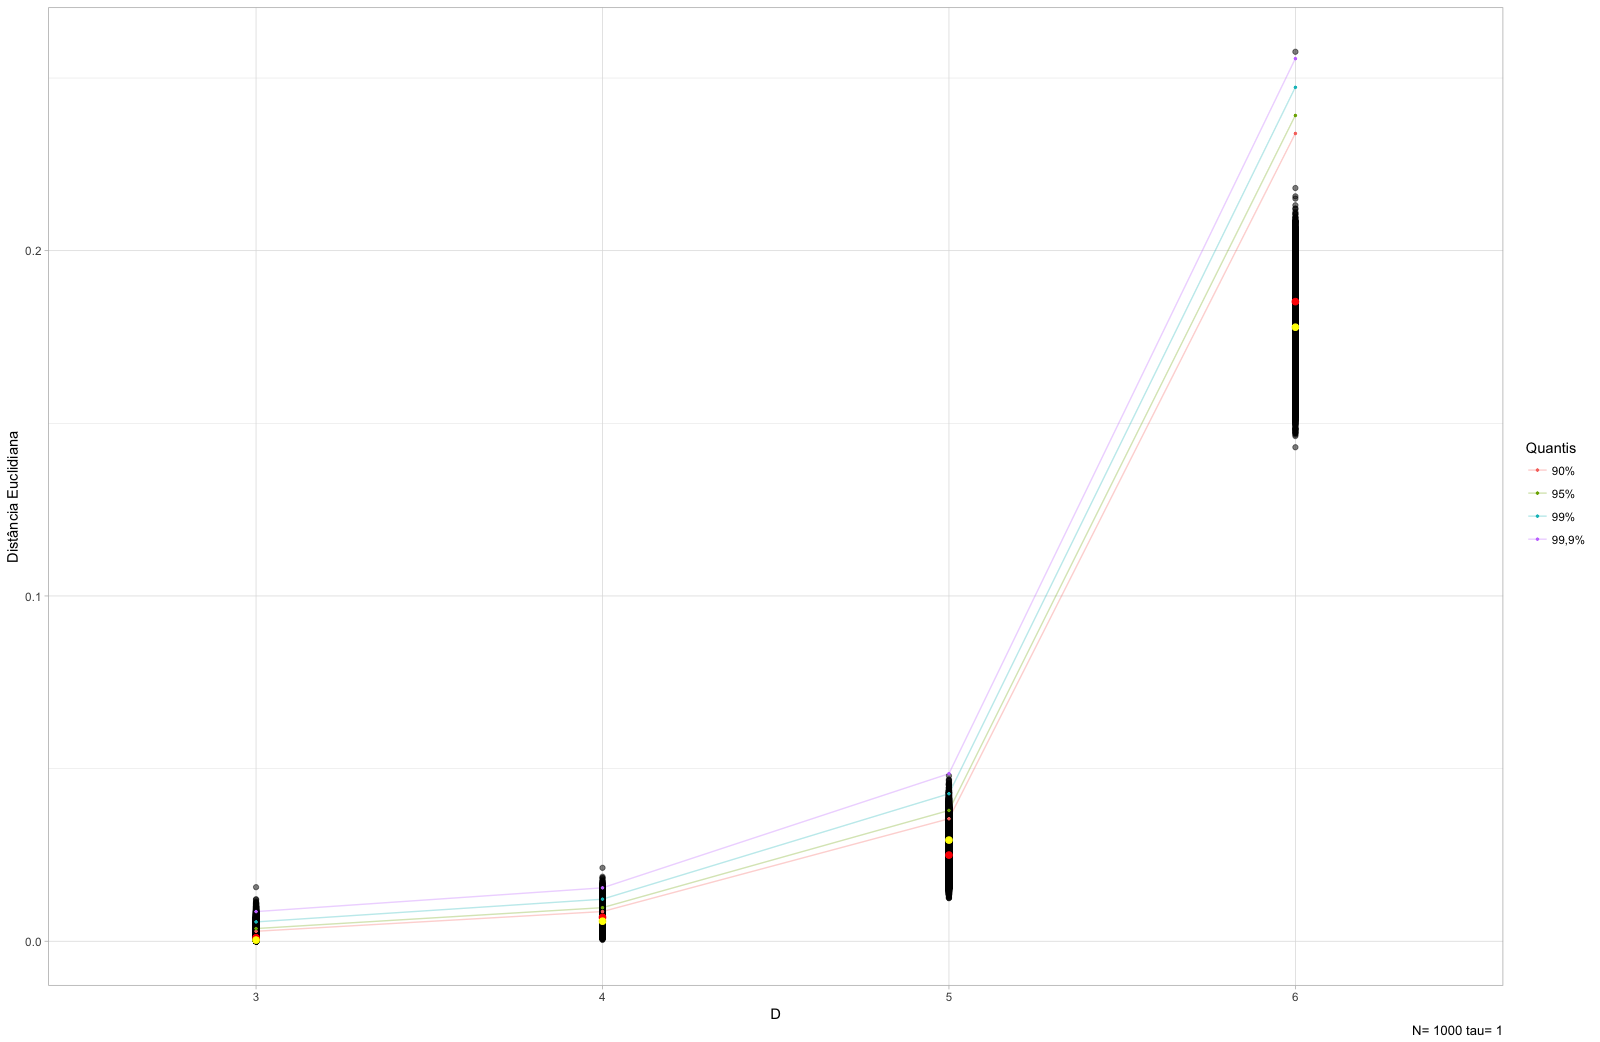 Distância Euclidiana
0.2
0.1
0.0
3 4 5 6
D
N= 1000 tau= 1
Quantis
90%
95%
99%
99,9%